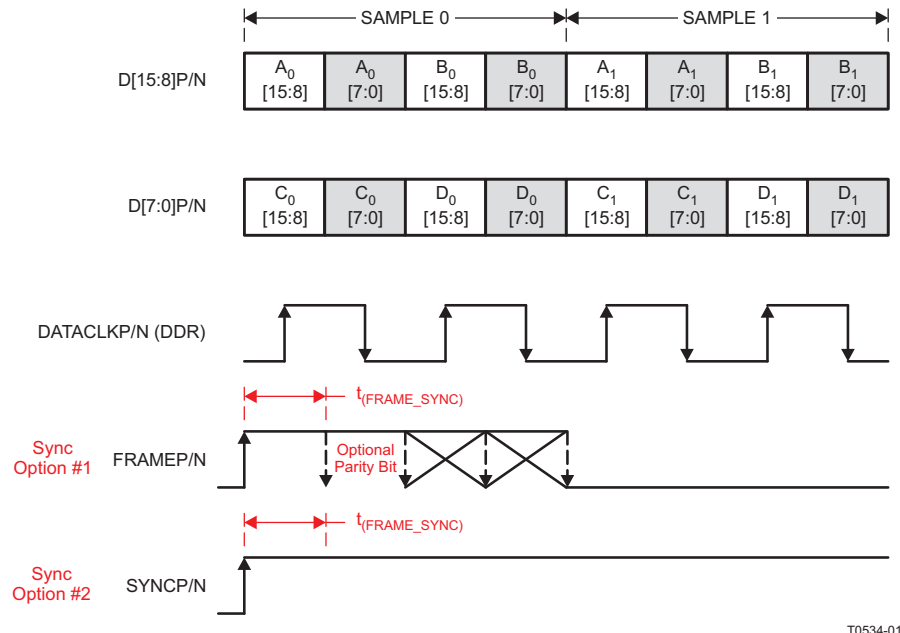 SAMPLE 0 SAMPLE 1
D[15:8]P/N A0 [15:8] A0 [7:0] B0 [15:8] B0 [7:0] A1 [15:8] A1 [7:0] B1 [15:8] B1 [7:0]
D[7:0]P/N C0 [15:8] C0 [7:0] D0 [15:8] D0 [7:0] C1 [15:8] C1 [7:0] D1 [15:8] D1 [7:0]
DATACLKP/N (DDR)
t(FRAME_SYNC)
Sync
Option #1
FRAMEP/N
Optional
Parity Bit
t(FRAME_SYNC)
Sync
Option #2
SYNCP/N
T0534-01